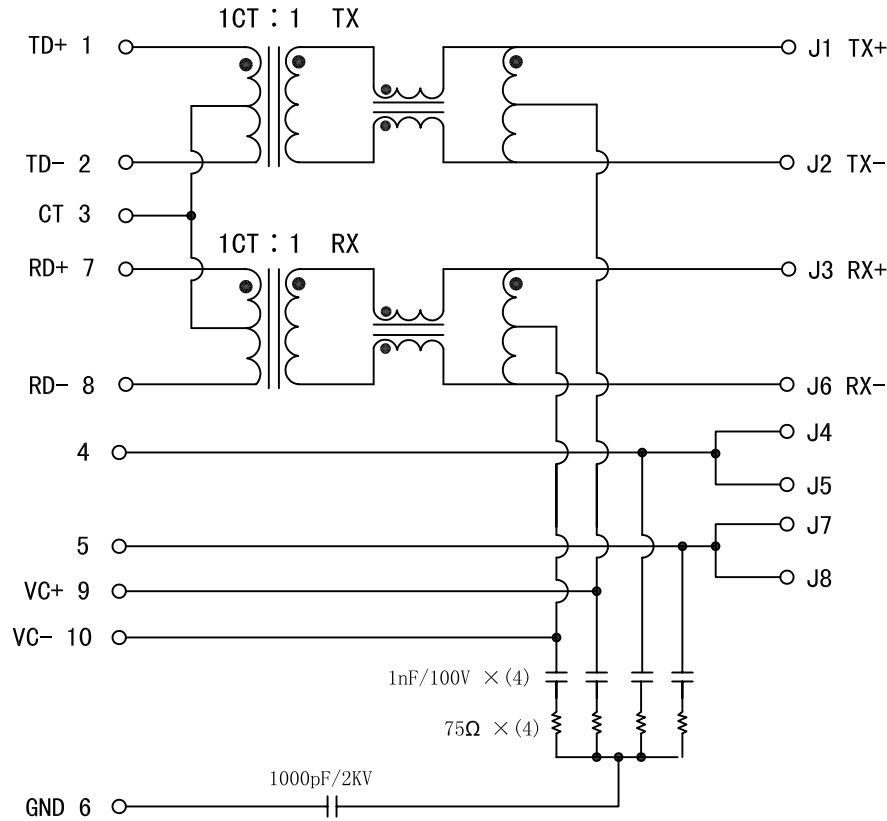 1CT : 1 TX
TD+ 1
J1 TX+
TD- 2
J2 TX-
CT 3
1CT : 1 RX
RD+ 7
J3 RX+
RD- 8
J6 RX-
J4
4
J5
J7
5
J8
VC+ 9
VC- 10
1nF/100V ×(4)
75Ω ×(4)
1000pF/2KV
GND 6